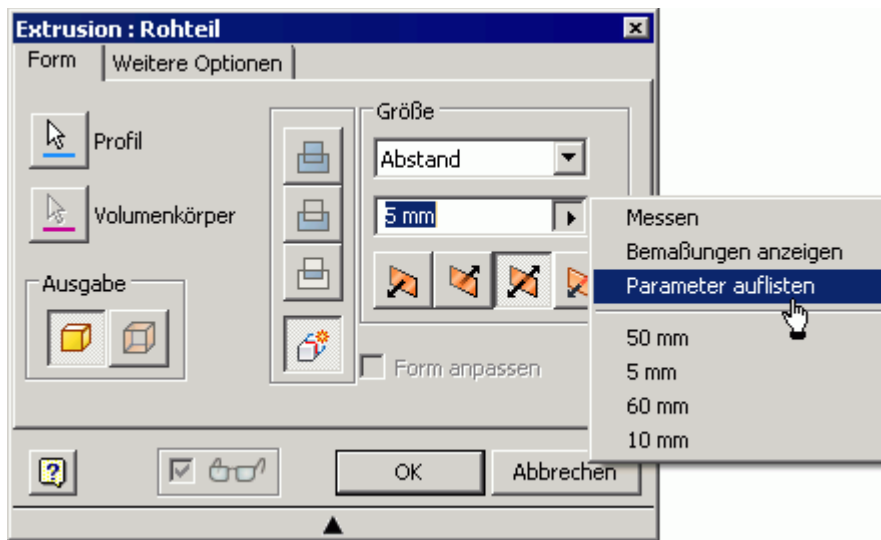 Extrusion : Rohteil
Form
Weitere Optionen
Profil
Volumenkörper
Ausgabe
Größe
Abstand
5 mm
Form anpassen
Messen
Bemaßungen anzeigen
Parameter auflisten
50 mm
5 mm
60 mm
10 mm
OK
Abbrechen